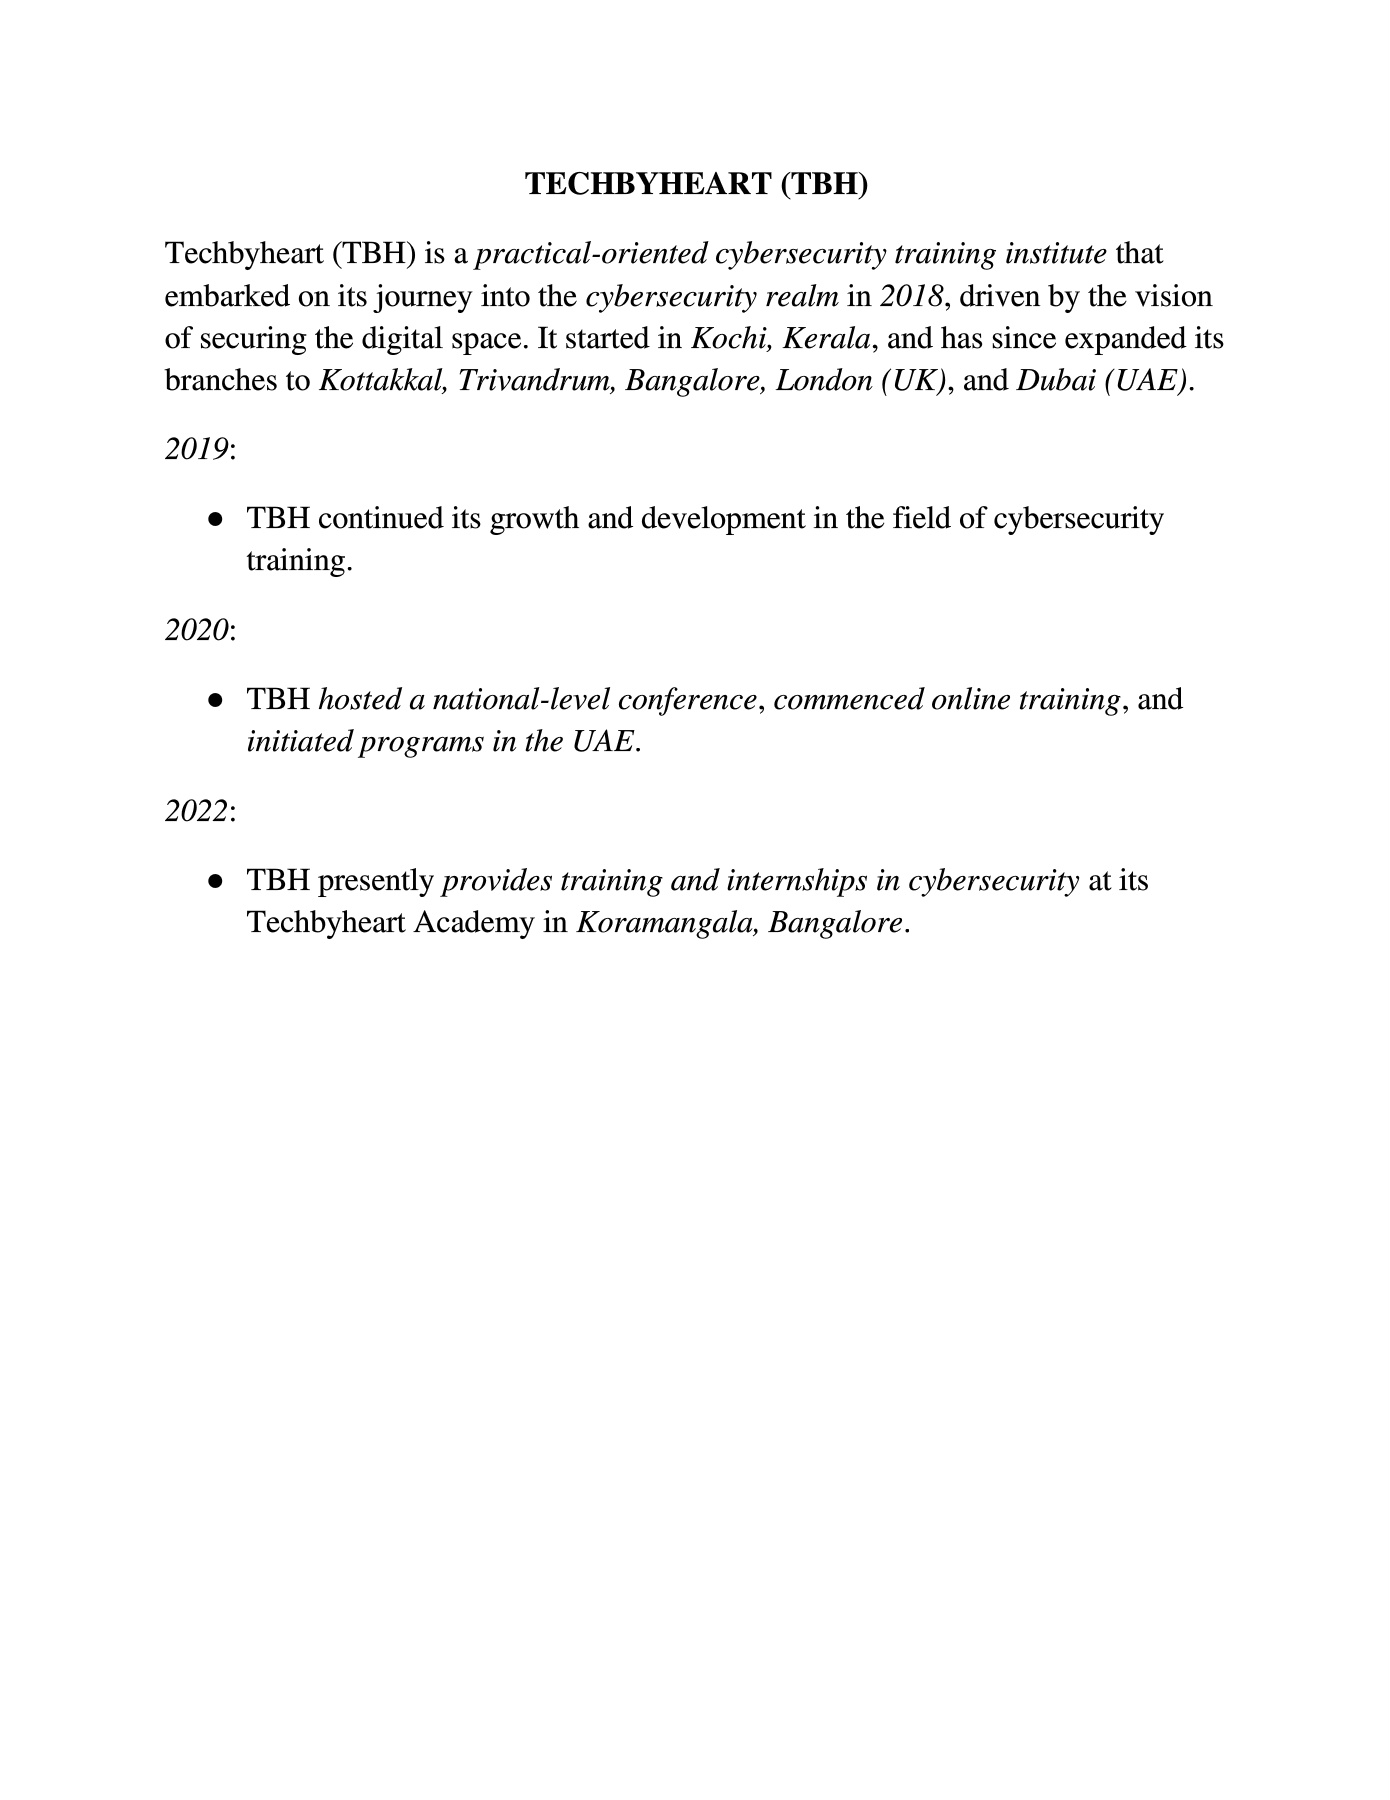 TECHBYHEART (TBH)
Techbyheart (TBH) is a practical-oriented cybersecurity training institute that
embarked on its journey into the cybersecurity realm in 2018, driven by the vision
of securing the digital space. It started in Kochi, Kerala, and has since expanded its
branches to Kottakkal, Trivandrum, Bangalore, London (UK), and Dubai (UAE).
2019:
● TBH continued its growth and development in the field of cybersecurity
training.
2020:
● TBH hosted a national-level conference, commenced online training, and
initiated programs in the UAE.
2022:
● TBH presently provides training and internships in cybersecurity at its
Techbyheart Academy in Koramangala, Bangalore.